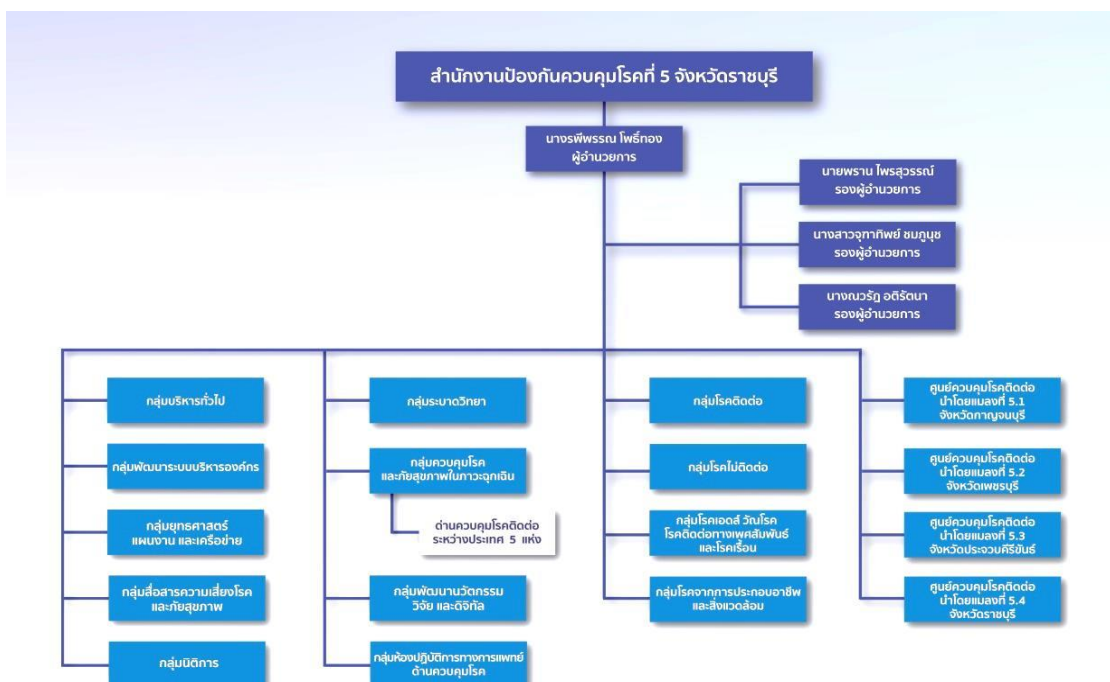 สำนักงานป้องกันควบคุมโรคที่ 5 จังหวัดราชบุรี
นางรพีพรรณ โพธิ์ทอง
ผู้อำนวยการ
นายพราน ไพรสุวรรณ์
รองผู้อำนวยการ
นางสาวจุฑาทิพย์ ชมภูนุช
รองผู้อำนวยการ
นางณวรัฎ อติรัตนา
รองผู้อำนวยการ
กลุ่มบริหารทั่วไป
กลุ่มพัฒนาระบบบริหารองค์กร
กลุ่มยุทธศาสตร์
แผนงาน และเครือข่าย
กลุ่มสื่อสารความเสี่ยงโรค
และภัยสุขภาพ
กลุ่มนิติการ
กลุ่มระบาดวิทยา
กลุ่มควบคุมโรค
และภัยสุขภาพในภาวะฉุกเฉิน
ด่านควบคุมโรคติดต่อ
ระหว่างประเทศ 5 แห่ง
กลุ่มพัฒนานวัตกรรม
วิจัย และดิจิทัล
กลุ่มห้องปฏิบัติการทางการแพทย์
ด้านควบคุมโรค
กลุ่มโรคติดต่อ
กลุ่มโรคไม่ติดต่อ
กลุ่มโรคเอดส์ วัณโรค
โรคติดต่อทางเพศสัมพันธ์
และโรคเรื้อน
กลุ่มโรคจากการประกอบอาชีพ
และสิ่งแวดล้อม
ศูนย์ควบคุมโรคติดต่อ
นำโดยแมลงที่ 5.1
จังหวัดกาญจนบุรี
ศูนย์ควบคุมโรคติดต่อ
นำโดยแมลงที่ 5.2
จังหวัดเพชรบุรี
ศูนย์ควบคุมโรคติดต่อ
นำโดยแมลงที่ 5.3
จังหวัดประจวบคีรีขันธ์
ศูนย์ควบคุมโรคติดต่อ
นำโดยแมลงที่ 5.4
จังหวัดราชบุรี